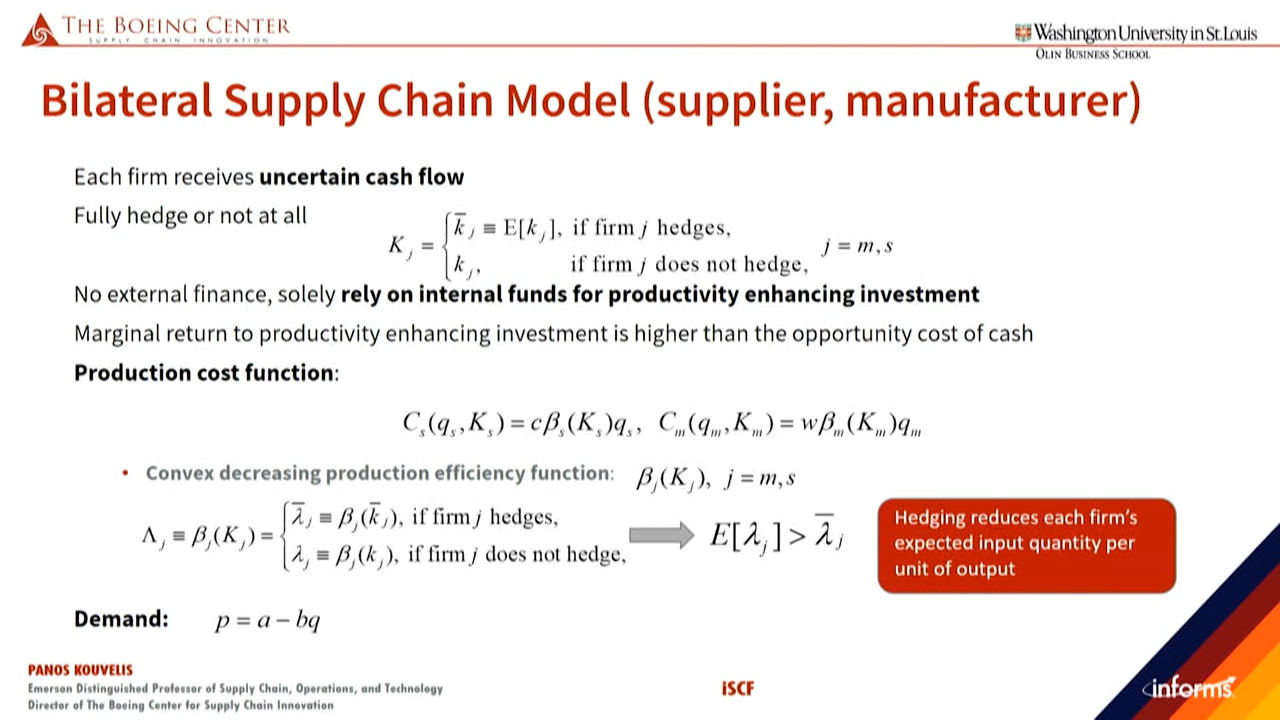 THE BOEING CENTER
SUPPLY CHAIN INNOVATION
Washington University in St. Louis
OLIN BUSINESS SCHOOL
Bilateral Supply Chain Model (supplier, manufacturer)
Each firm receives uncertain cash flow
Fully hedge or not at all
K_j = { k̄_j ≡ E[k_j], if firm j hedges,
k_j, if firm j does not hedge, j = m, s
No external finance, solely rely on internal funds for productivity enhancing investment
Marginal return to productivity enhancing investment is higher than the opportunity cost of cash
Production cost function:
C_s(q_s, K_s) = cβ_s(K_s)q_s, C_m(q_m, K_m) = wβ_m(K_m)q_m
• Convex decreasing production efficiency function: β_j(K_j), j = m, s
Λ_j ≡ β_j(K_j) = { λ̄_j ≡ β_j(k̄_j), if firm j hedges,
λ_j ≡ β_j(k_j), if firm j does not hedge,
E[λ_j] > λ̄_j
Hedging reduces each firm's
expected input quantity per
unit of output
Demand: p = a − bq
PANOS KOUVELIS
Emerson Distinguished Professor of Supply Chain, Operations, and Technology
Director of The Boeing Center for Supply Chain Innovation
iSCF
informs